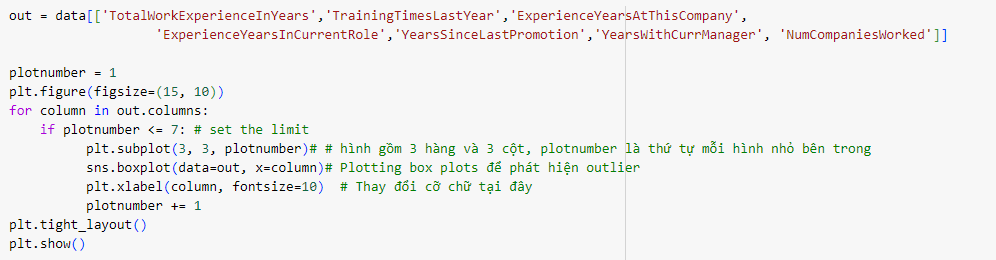 out = data[['TotalWorkExperienceInYears','TrainingTimesLastYear','ExperienceYearsAtThisCompany',
'ExperienceYearsInCurrentRole','YearsSinceLastPromotion','YearsWithCurrManager', 'NumCompaniesWorked']]
plotnumber = 1
plt.figure(figsize=(15, 10))
for column in out.columns:
if plotnumber <= 7: # set the limit
plt.subplot(3, 3, plotnumber)# # hình gồm 3 hàng và 3 cột, plotnumber là thứ tự mỗi hình nhỏ bên trong
sns.boxplot(data=out, x=column)# Plotting box plots để phát hiện outlier
plt.xlabel(column, fontsize=10)  # Thay đổi cỡ chữ tại đây
plotnumber += 1
plt.tight_layout()
plt.show()